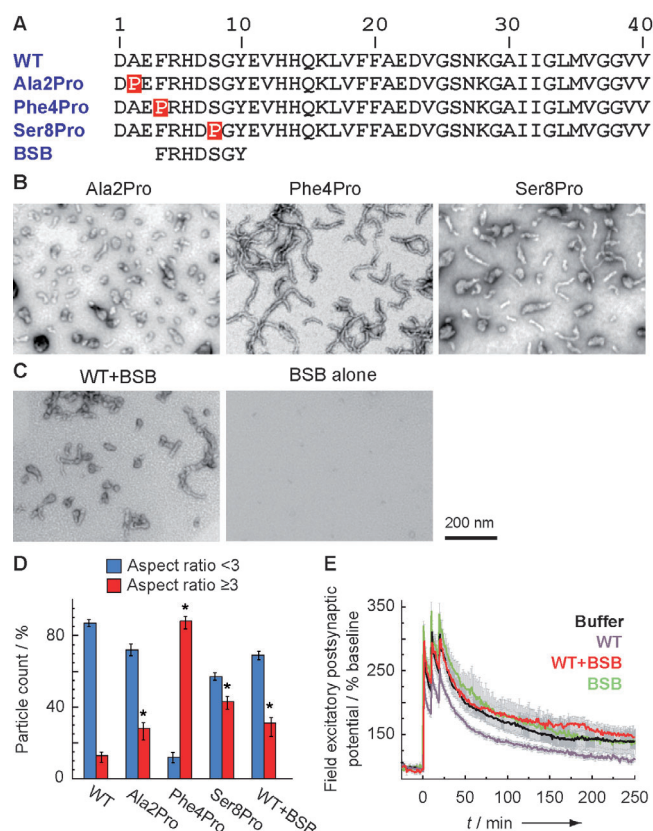 A
1 10 20 30 40
WT DAEFRHDSGYEVHHQKLVFFAEDVGSNKGAIIGLMVGGVV
Ala2Pro DPEFRHDSGYEVHHQKLVFFAEDVGSNKGAIIGLMVGGVV
Phe4Pro DAEPRHDSGYEVHHQKLVFFAEDVGSNKGAIIGLMVGGVV
Ser8Pro DAEFRHDPGYEVHHQKLVFFAEDVGSNKGAIIGLMVGGVV
BSB FRHDSGY
B
Ala2Pro Phe4Pro Ser8Pro
C
WT+BSB BSB alone
200 nm
D
Aspect ratio <3
Aspect ratio ≥3
Particle count / %
80
40
0
* * * *
WT Ala2Pro Phe4Pro Ser8Pro WT+BSB
E
Field excitatory postsynaptic
potential / % baseline
350
250
150
Buffer
WT
WT+BSB
BSB
0 50 100 150 200 250
t / min